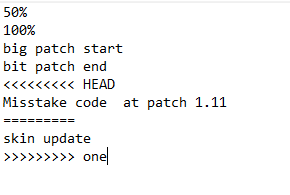 50%
100%
big patch start
bit patch end
<<<<<<<<< HEAD
Misstake code  at patch 1.11
=========
skin update
>>>>>>>>> one